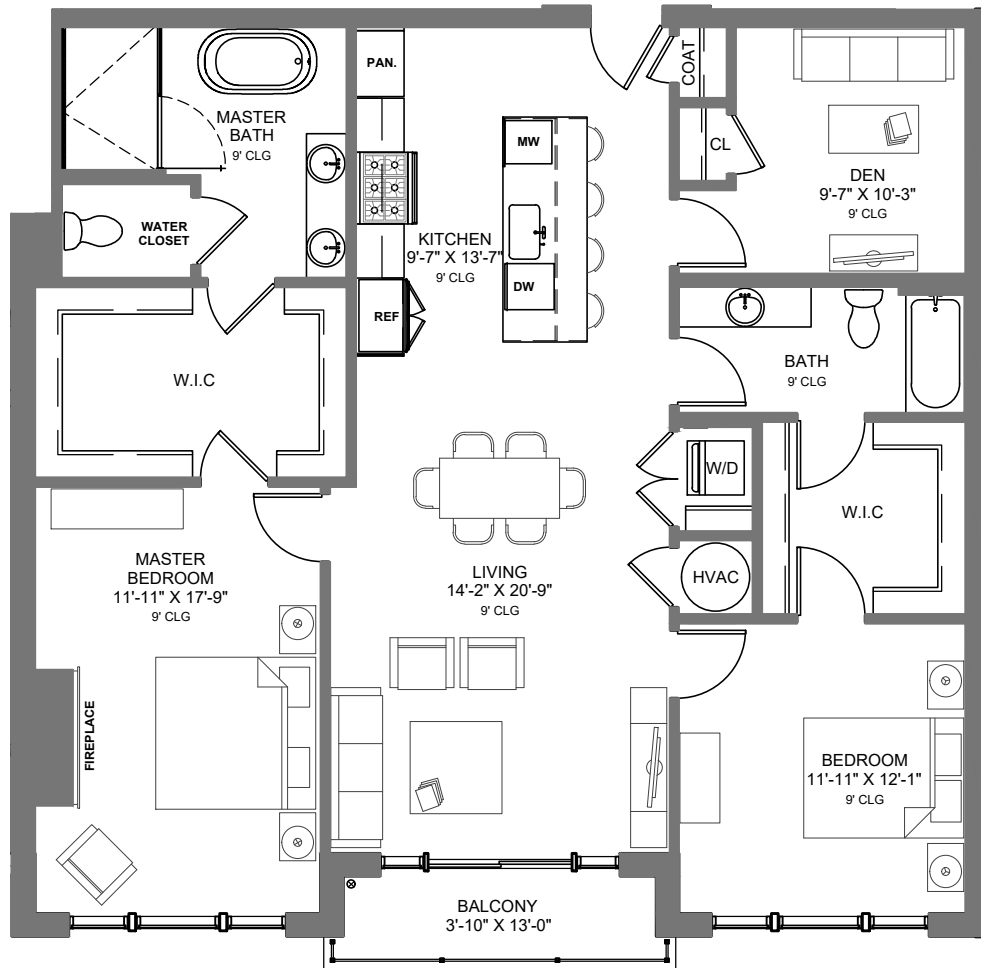 PAN.
COAT
MASTER
BATH
9' CLG
MW
CL
DEN
9'-7" X 10'-3"
9' CLG
WATER
CLOSET
KITCHEN
9'-7" X 13'-7"
9' CLG
DW
REF
W.I.C
BATH
9' CLG
W/D
W.I.C
MASTER
BEDROOM
11'-11" X 17'-9"
9' CLG
LIVING
14'-2" X 20'-9"
9' CLG
HVAC
FIREPLACE
BEDROOM
11'-11" X 12'-1"
9' CLG
BALCONY
3'-10" X 13'-0"